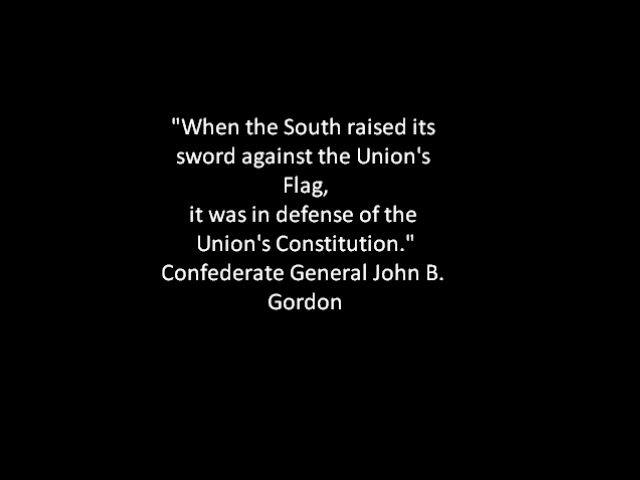 "When the South raised its
sword against the Union's
Flag,
it was in defense of the
Union's Constitution."
Confederate General John B.
Gordon